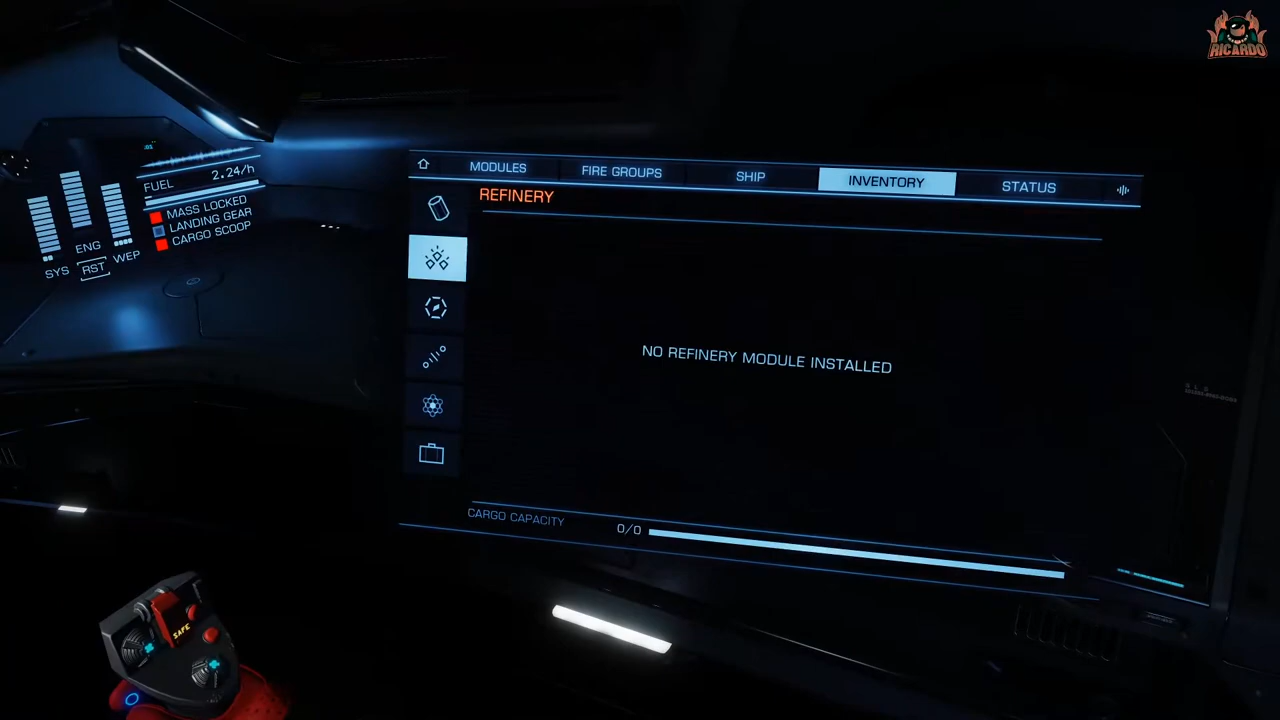 RICARDO
FUEL 2.24/h
MASS LOCKED
LANDING GEAR
CARGO SCOOP
SYS
ENG
RST
WEP
MODULES
FIRE GROUPS
SHIP
INVENTORY
STATUS
REFINERY
NO REFINERY MODULE INSTALLED
CARGO CAPACITY 0/0
SAFE